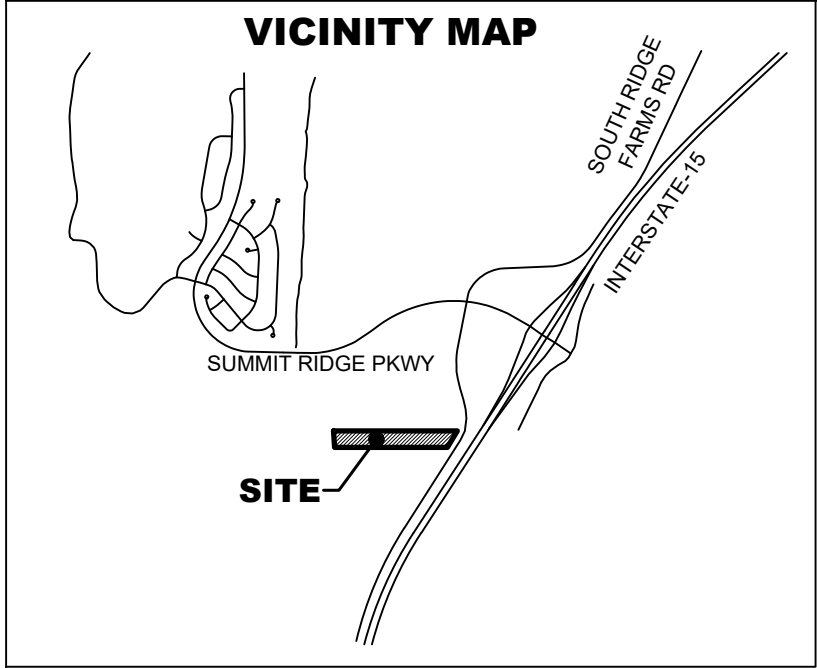 VICINITY MAP
SOUTH RIDGE
FARMS RD
INTERSTATE-15
SUMMIT RIDGE PKWY
SITE